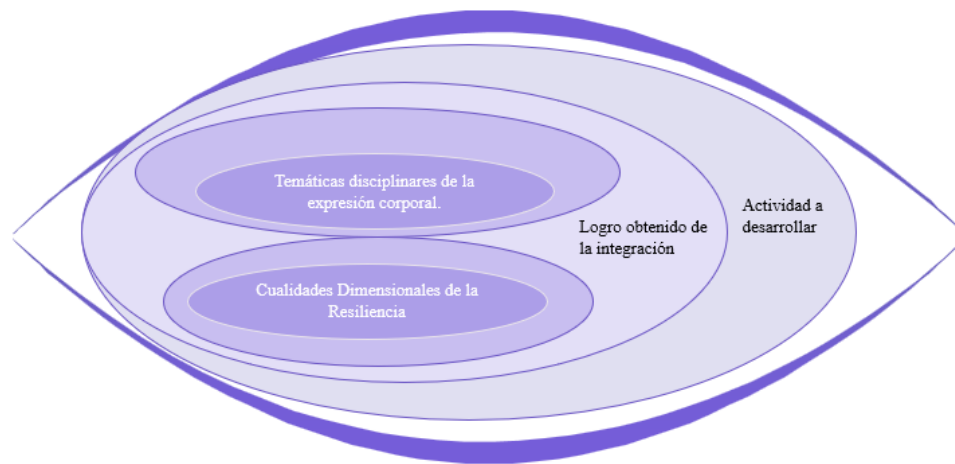 Temáticas disciplinares de la
expresión corporal.
Cualidades Dimensionales de la
Resiliencia
Logro obtenido de
la integración
Actividad a
desarrollar